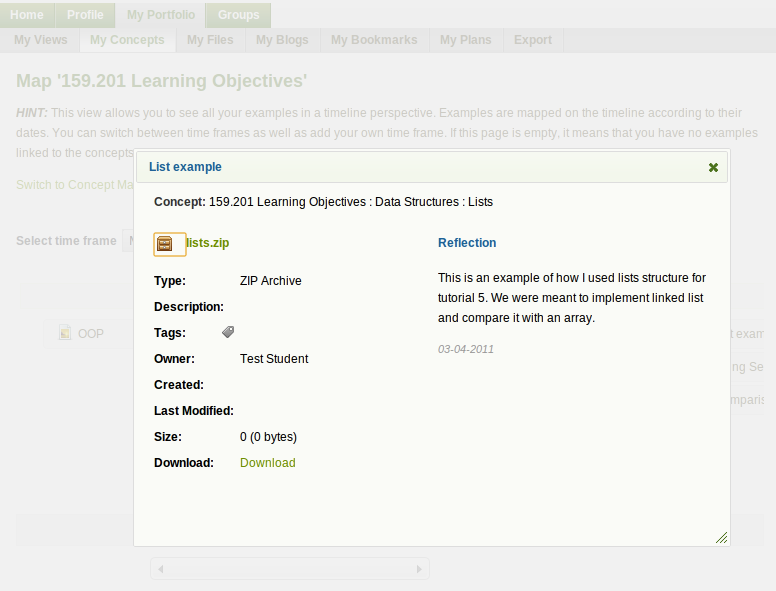 Home Profile My Portfolio Groups
My Views My Concepts My Files My Blogs My Bookmarks My Plans Export
Map '159.201 Learning Objectives'
HINT: This view allows you to see all your examples in a timeline perspective. Examples are mapped on the timeline according to their
dates. You can switch between time frames as well as add your own time frame. If this page is empty, it means that you have no examples
linked to the concepts
Switch to Concept Ma
Select time frame
OOP
List example
Concept: 159.201 Learning Objectives : Data Structures : Lists
lists.zip
Type: ZIP Archive
Description:
Tags:
Owner: Test Student
Created:
Last Modified:
Size: 0 (0 bytes)
Download: Download
Reflection
This is an example of how I used lists structure for
tutorial 5. We were meant to implement linked list
and compare it with an array.
03-04-2011
t exam
ng Se
mparis